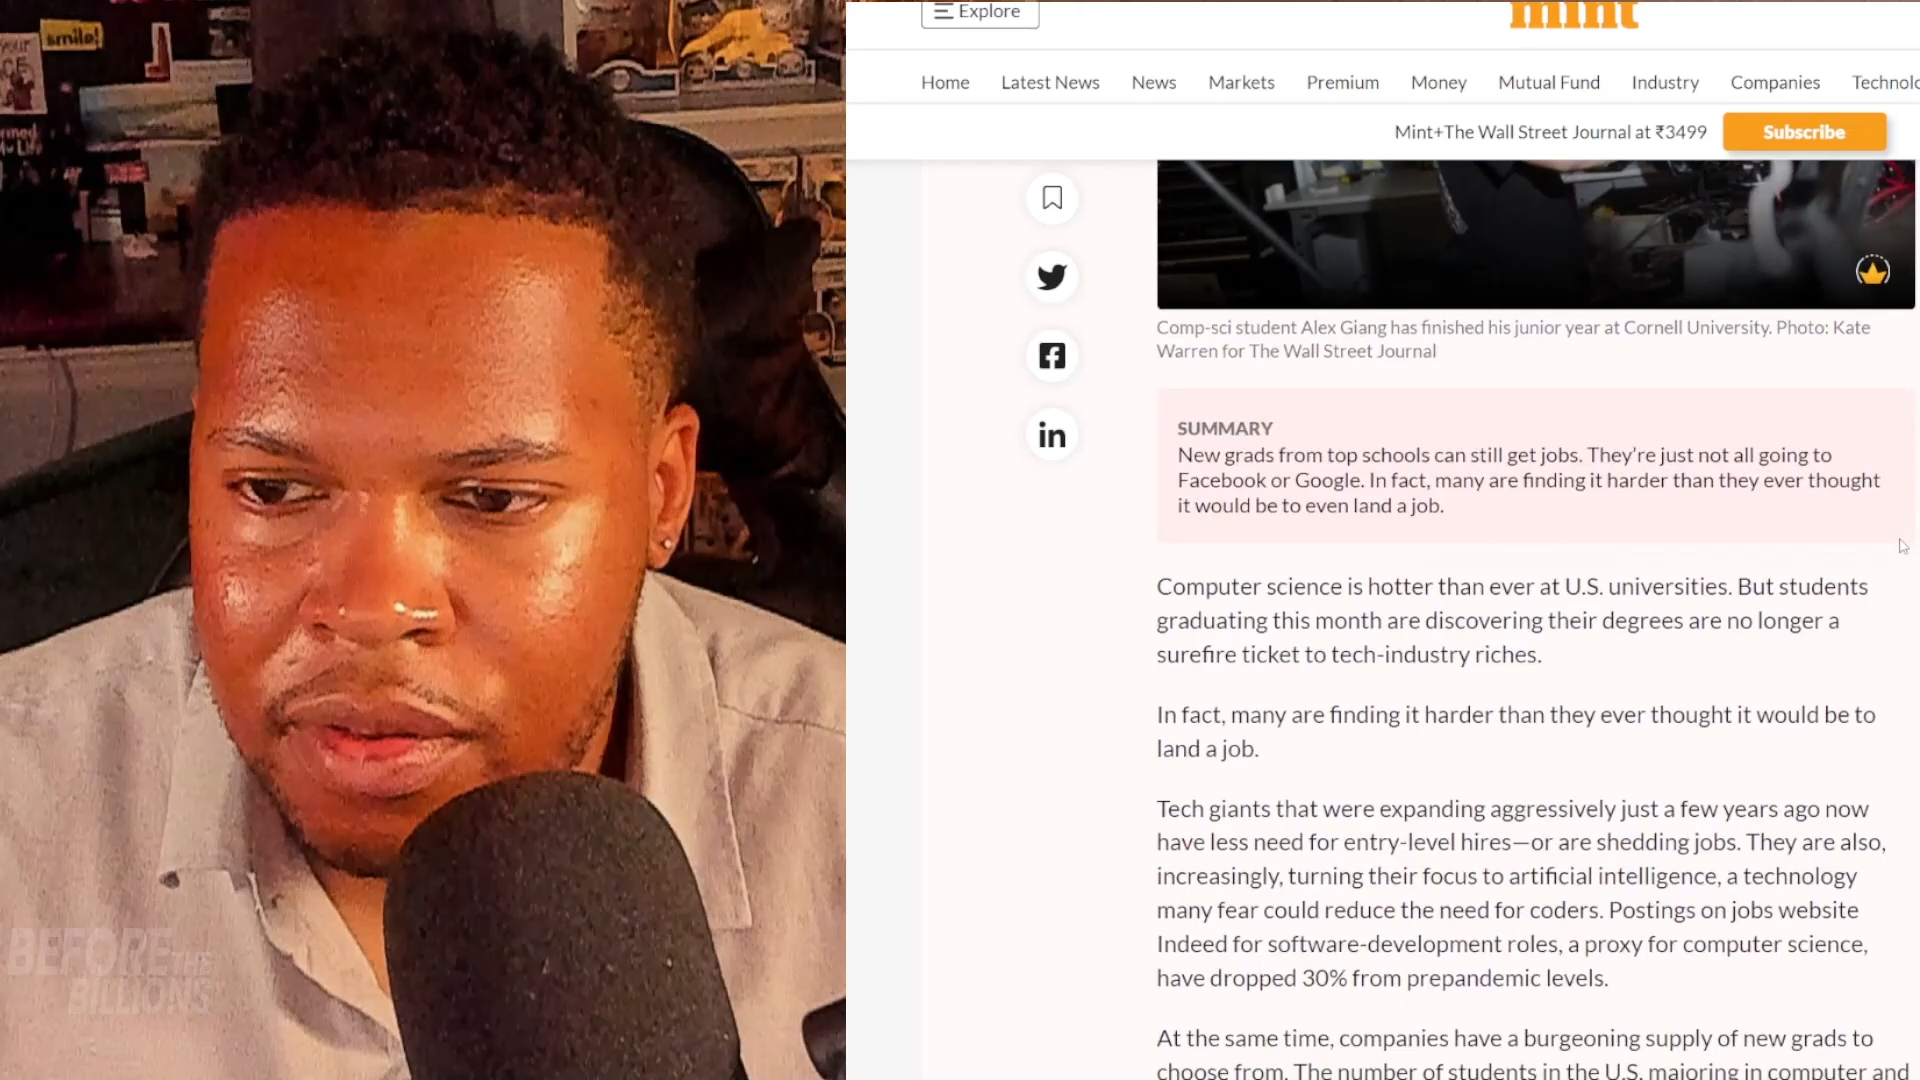 smile!
Explore
mint
Home Latest News News Markets Premium Money Mutual Fund Industry Companies
Mint+The Wall Street Journal at ₹3499 Subscribe
Comp-sci student Alex Giang has finished his junior year at Cornell University. Photo: Kate
Warren for The Wall Street Journal
SUMMARY
New grads from top schools can still get jobs. They’re just not all going to
Facebook or Google. In fact, many are finding it harder than they ever thought
it would be to even land a job.
Computer science is hotter than ever at U.S. universities. But students
graduating this month are discovering their degrees are no longer a
surefire ticket to tech-industry riches.
In fact, many are finding it harder than they ever thought it would be to
land a job.
Tech giants that were expanding aggressively just a few years ago now
have less need for entry-level hires—or are shedding jobs. They are also,
increasingly, turning their focus to artificial intelligence, a technology
many fear could reduce the need for coders. Postings on jobs website
Indeed for software-development roles, a proxy for computer science,
have dropped 30% from prepandemic levels.
At the same time, companies have a burgeoning supply of new grads to
choose from. The number of students in the U.S. majoring in computer and
BEFORE THE
BILLIONS